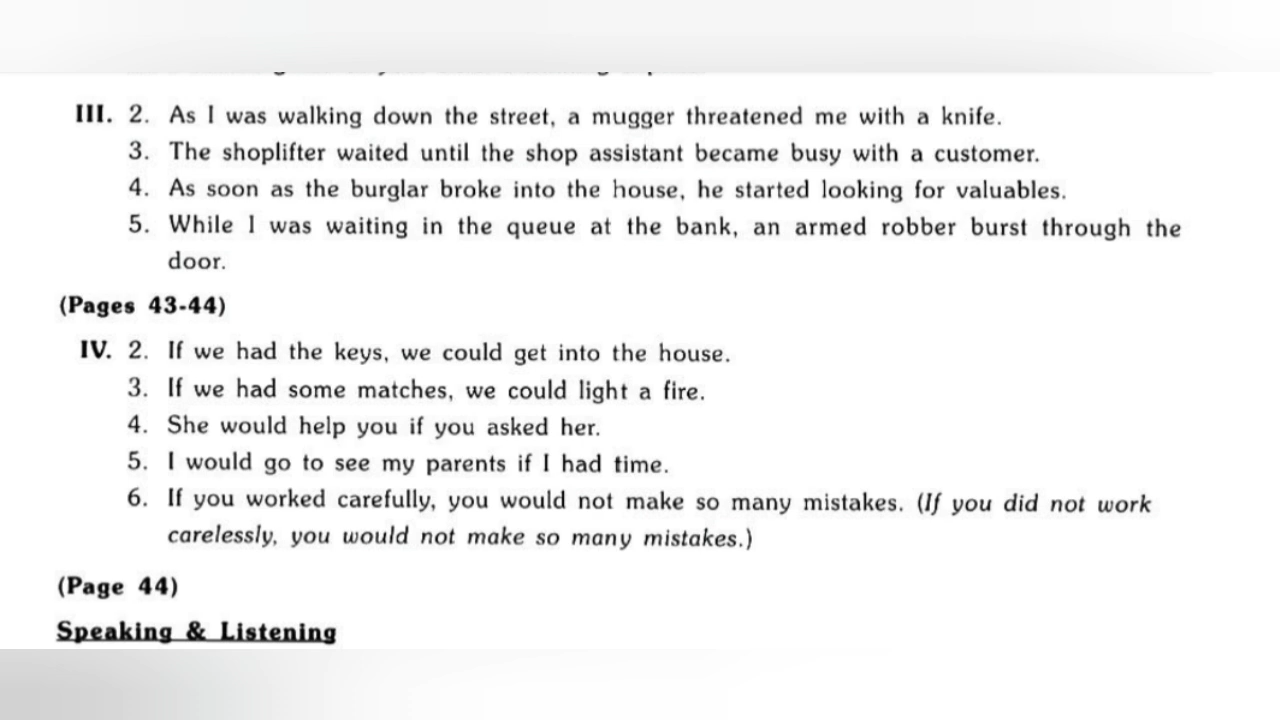 III. 2. As I was walking down the street, a mugger threatened me with a knife.
3. The shoplifter waited until the shop assistant became busy with a customer.
4. As soon as the burglar broke into the house, he started looking for valuables.
5. While I was waiting in the queue at the bank, an armed robber burst through the
door.
(Pages 43-44)
IV. 2. If we had the keys, we could get into the house.
3. If we had some matches, we could light a fire.
4. She would help you if you asked her.
5. I would go to see my parents if I had time.
6. If you worked carefully, you would not make so many mistakes. (If you did not work
carelessly, you would not make so many mistakes.)
(Page 44)
Speaking & Listening